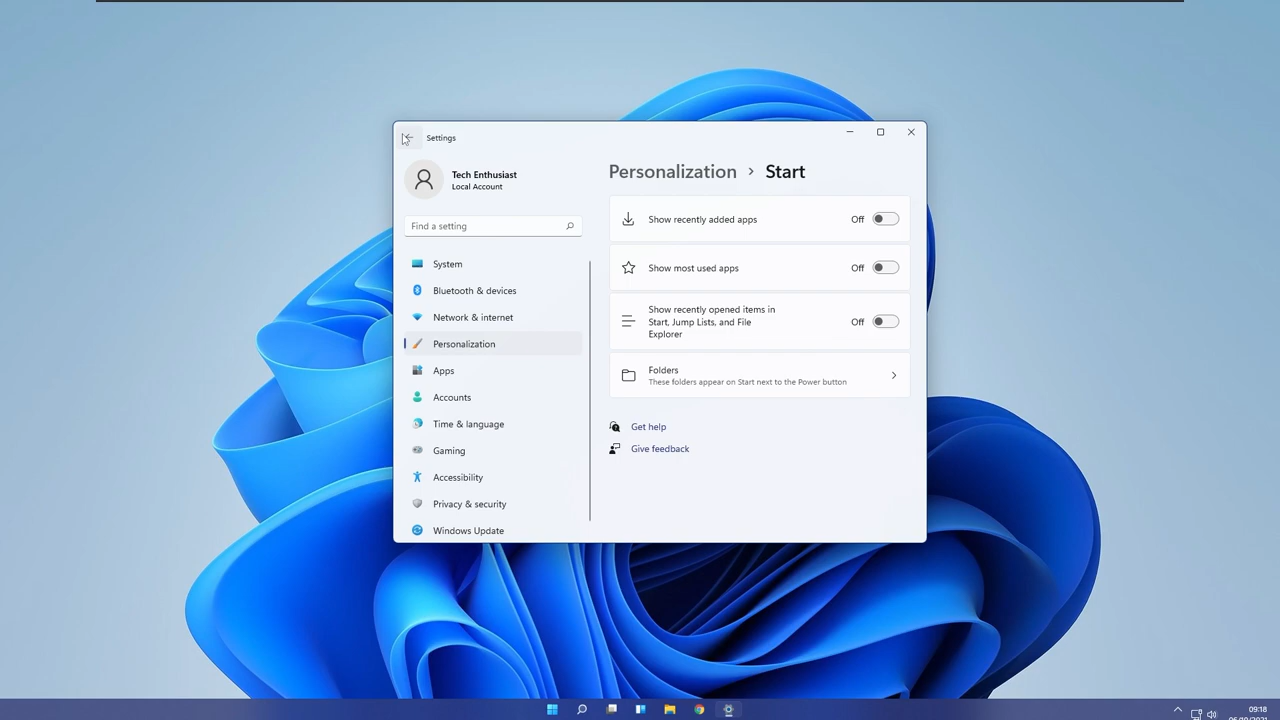 Settings
Tech Enthusiast
Local Account
Find a setting
System
Bluetooth & devices
Network & internet
Personalization
Apps
Accounts
Time & language
Gaming
Accessibility
Privacy & security
Windows Update
Personalization › Start
Show recently added apps Off
Show most used apps Off
Show recently opened items in
Start, Jump Lists, and File
Explorer
Off
Folders
These folders appear on Start next to the Power button
Get help
Give feedback
09:18